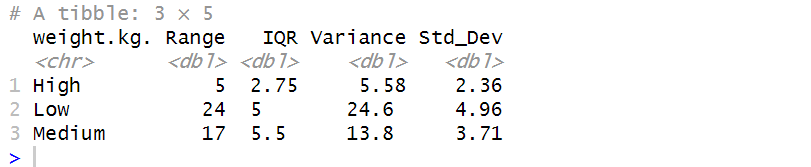 # A tibble: 3 × 5
weight.kg. Range IQR Variance Std_Dev
<chr> <dbl> <dbl> <dbl> <dbl>
1 High 5 2.75 5.58 2.36
2 Low 24 5 24.6 4.96
3 Medium 17 5.5 13.8 3.71
>